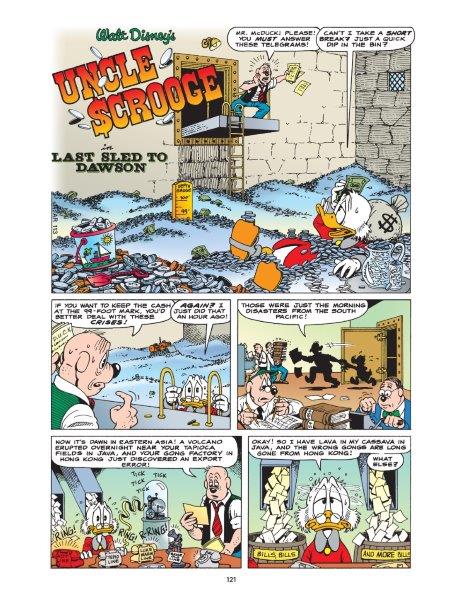 Walt Disney's
UNCLE
$CROOGE
in
LAST SLED TO
DAWSON
MR. McDUCK! PLEASE!
YOU MUST ANSWER
THESE TELEGRAMS!
CAN'T I TAKE A SHORT
BREAK? JUST A QUICK
DIP IN THE BIN?
$
IF YOU WANT TO KEEP THE CASH
AT THE 99-FOOT MARK, YOU'D
BETTER DEAL WITH THESE
CRISES!
AGAIN? I
JUST DID THAT
AN HOUR AGO!
THOSE WERE JUST THE MORNING
DISASTERS FROM THE SOUTH
PACIFIC!
NOW IT'S DAWN IN EASTERN ASIA! A VOLCANO
ERUPTED OVERNIGHT NEAR YOUR TAPIOCA
FIELDS IN JAVA, AND YOUR GONG FACTORY IN
HONG KONG JUST DISCOVERED AN EXPORT
ERROR!
TICK
TICK
TICK
TICK
RING!
RING!
R-RING!
OKAY! SO I HAVE LAVA IN MY CASSAVA IN
JAVA, AND THE WRONG GONGS ARE LONG
GONE FROM HONG KONG!
WHAT
ELSE?
BILLS, BILLS
AND MORE BILLS
121